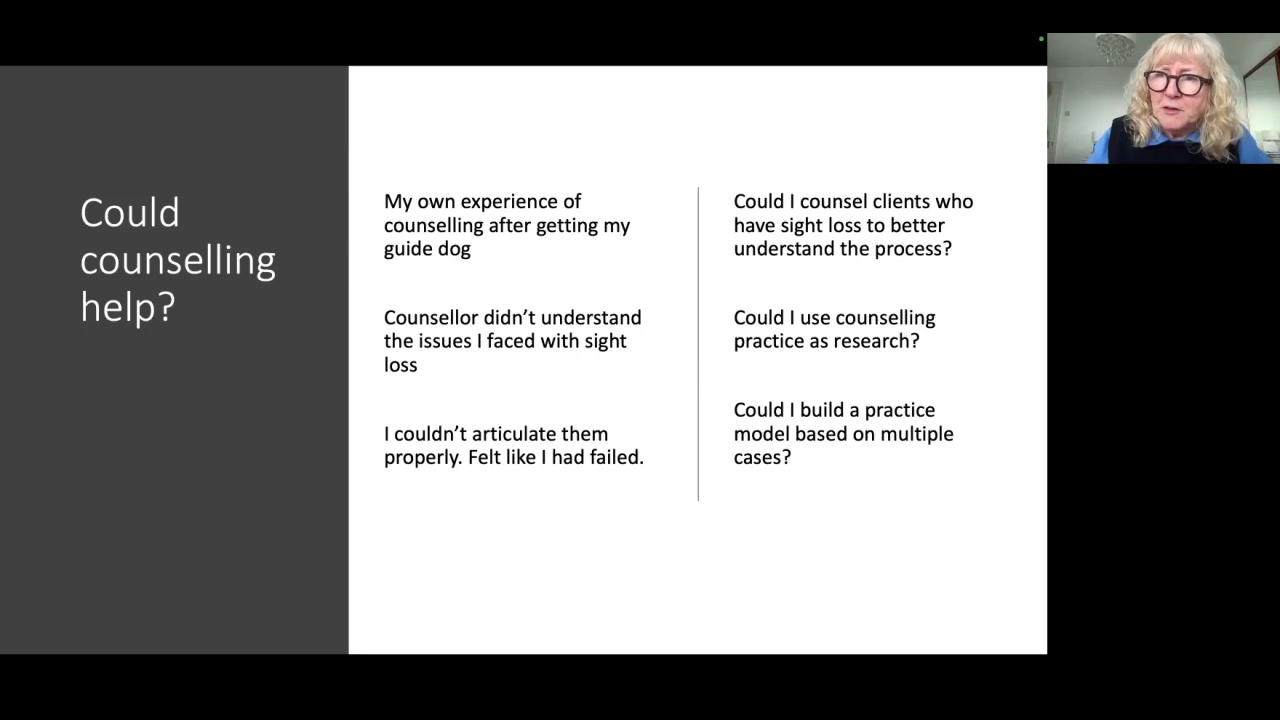 Could
counselling
help?
My own experience of
counselling after getting my
guide dog
Counsellor didn’t understand
the issues I faced with sight
loss
I couldn’t articulate them
properly. Felt like I had failed.
Could I counsel clients who
have sight loss to better
understand the process?
Could I use counselling
practice as research?
Could I build a practice
model based on multiple
cases?